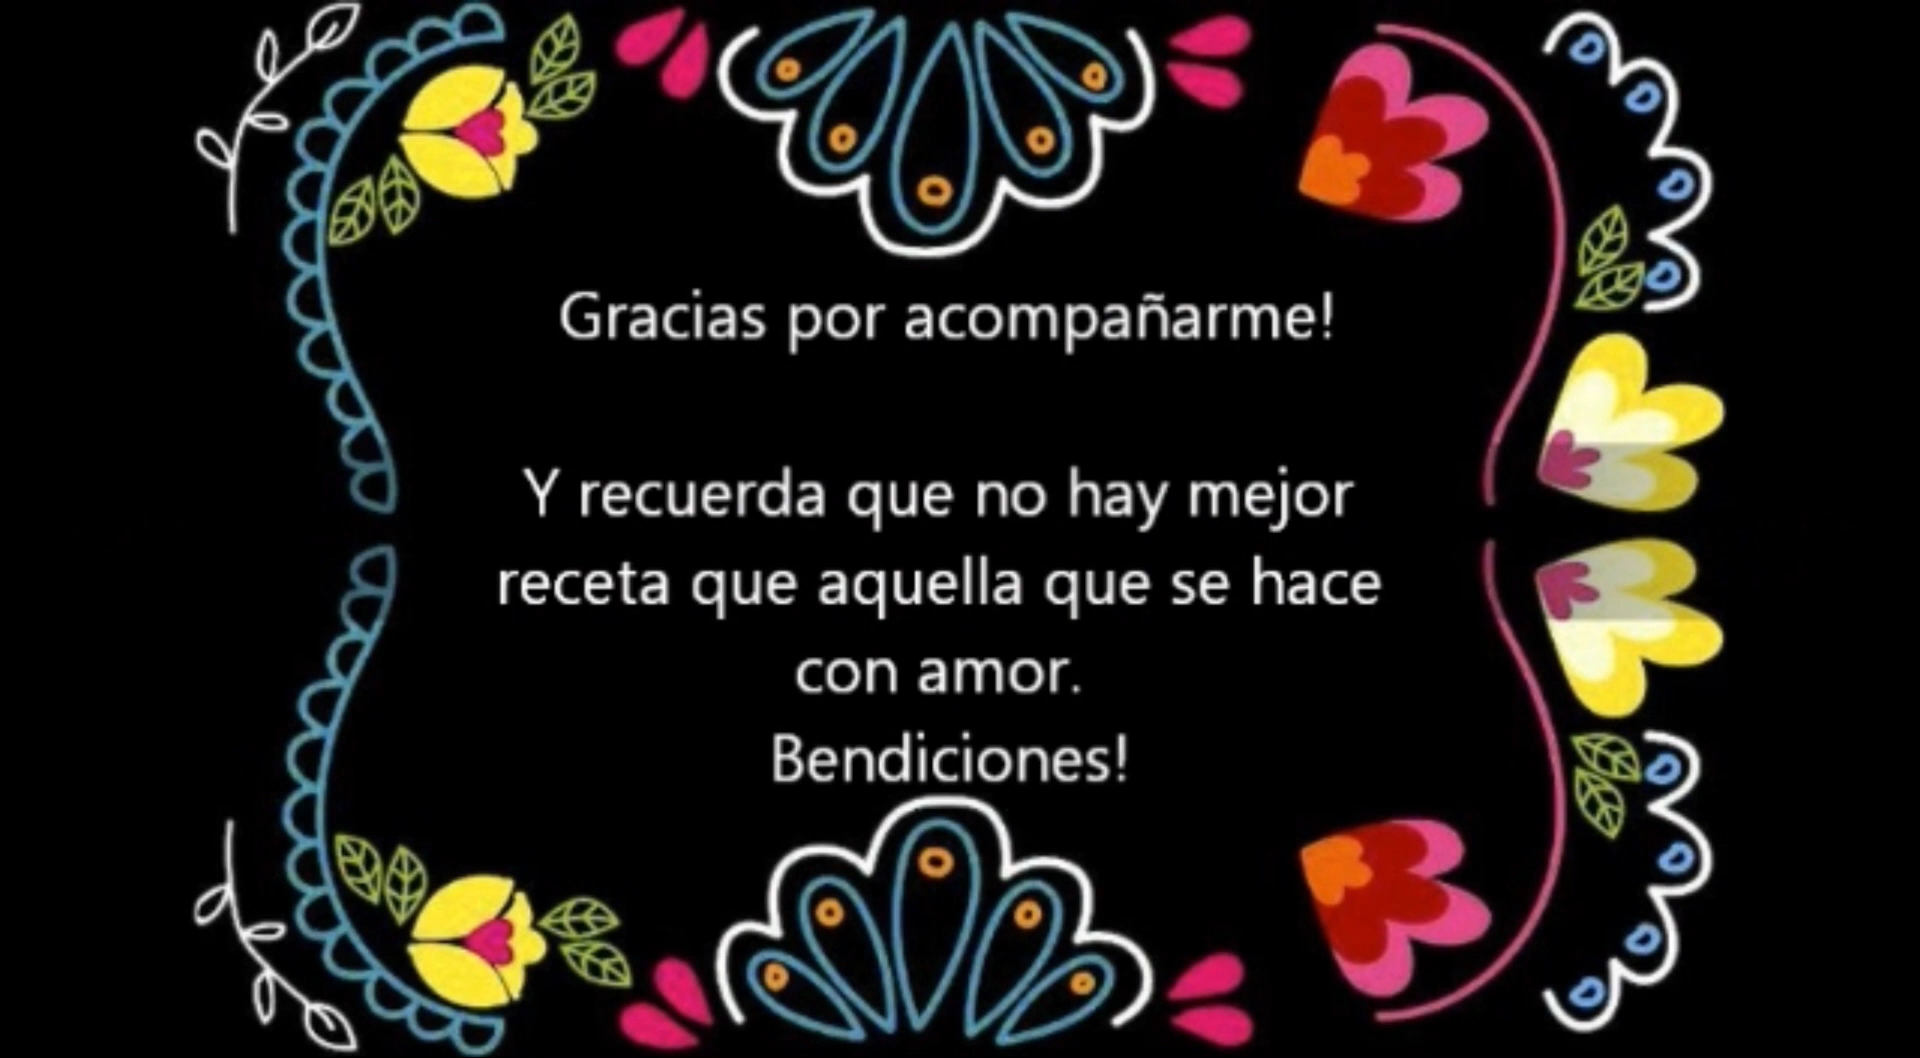 Gracias por acompañarme!
Y recuerda que no hay mejor
receta que aquella que se hace
con amor.
Bendiciones!